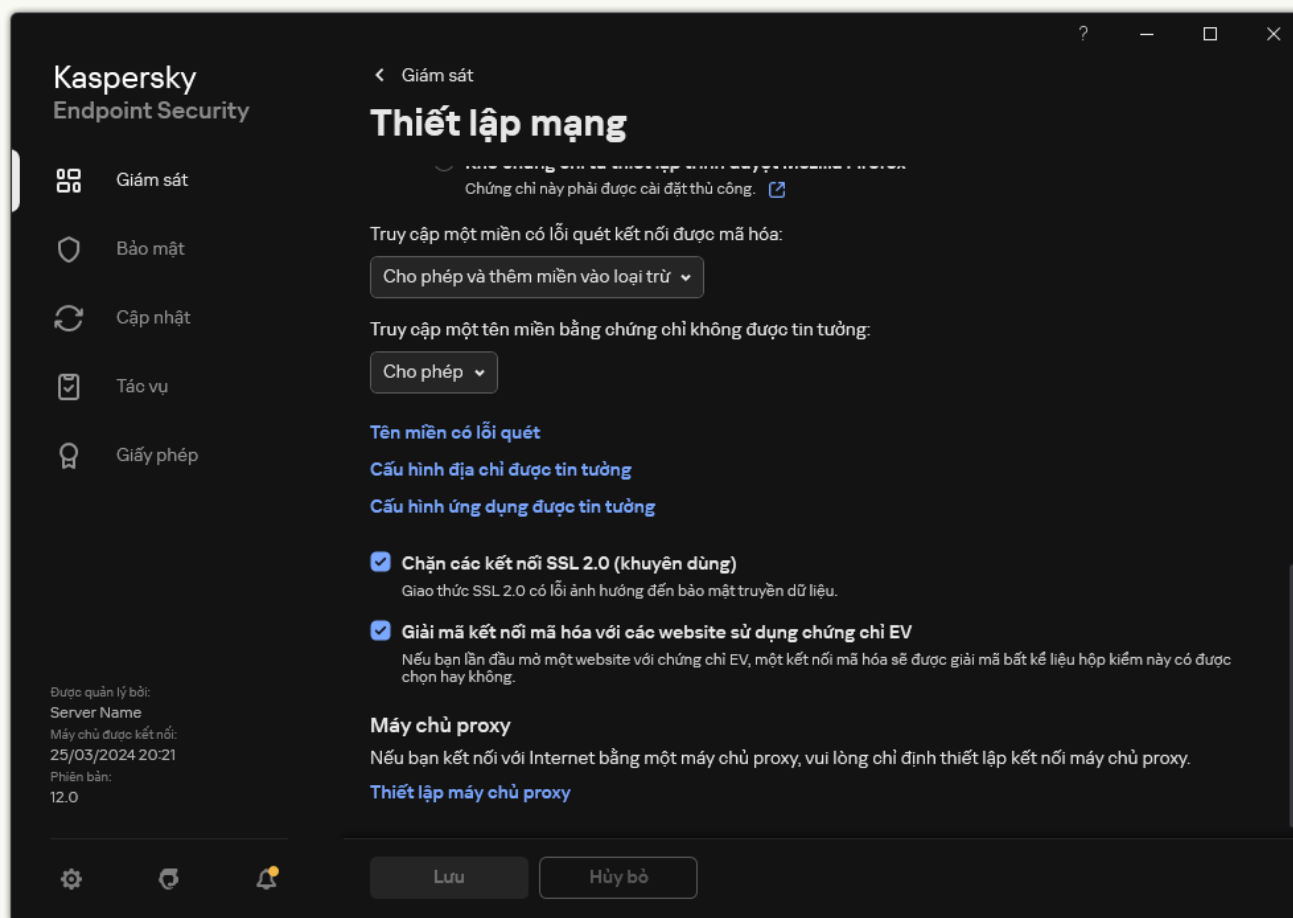 ?
Kaspersky
Endpoint Security
Giám sát
Bảo mật
Cập nhật
Tác vụ
Giấy phép
Được quản lý bởi:
Server Name
Máy chủ được kết nối:
25/03/2024 20:21
Phiên bản:
12.0
Giám sát
Thiết lập mạng
Chứng chỉ này phải được cài đặt thủ công.
Truy cập một miền có lỗi quét kết nối được mã hóa:
Cho phép và thêm miền vào loại trừ
Truy cập một tên miền bằng chứng chỉ không được tin tưởng:
Cho phép
Tên miền có lỗi quét
Cấu hình địa chỉ được tin tưởng
Cấu hình ứng dụng được tin tưởng
Chặn các kết nối SSL 2.0 (khuyên dùng)
Giao thức SSL 2.0 có lỗi ảnh hưởng đến bảo mật truyền dữ liệu.
Giải mã kết nối mã hóa với các website sử dụng chứng chỉ EV
Nếu bạn lần đầu mở một website với chứng chỉ EV, một kết nối mã hóa sẽ được giải mã bất kể liệu hộp kiểm này có được
chọn hay không.
Máy chủ proxy
Nếu bạn kết nối với Internet bằng một máy chủ proxy, vui lòng chỉ định thiết lập kết nối máy chủ proxy.
Thiết lập máy chủ proxy
Lưu
Hủy bỏ